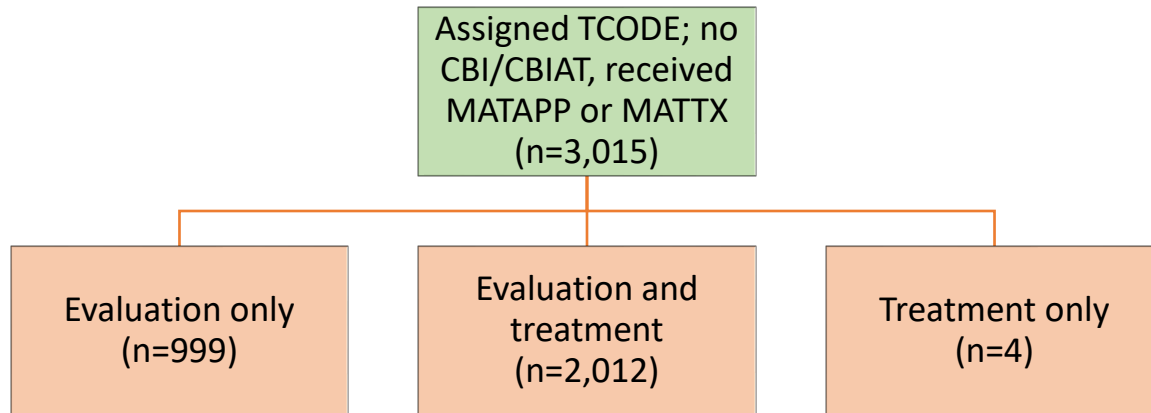 Assigned TCODE; no
CBI/CBIAT, received
MATAPP or MATTX
(n=3,015)
Evaluation only
(n=999)
Evaluation and
treatment
(n=2,012)
Treatment only
(n=4)